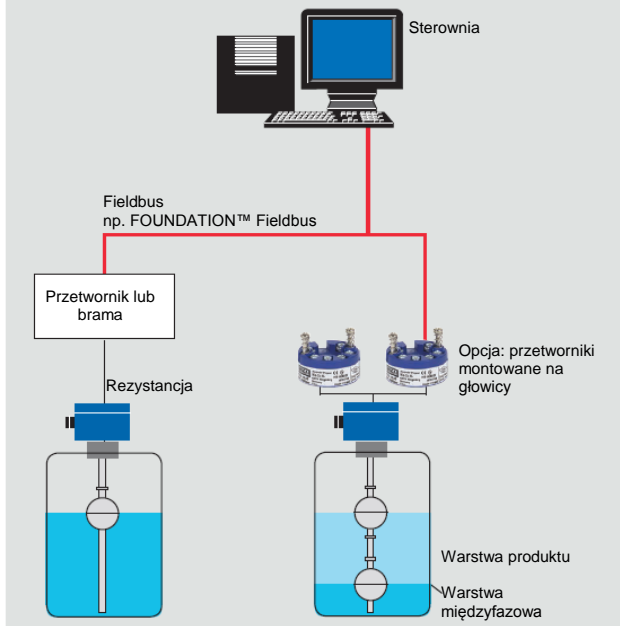 Sterownia
Fieldbus
np. FOUNDATION™ Fieldbus
Przetwornik lub
brama
Opcja: przetworniki
montowane na
głowicy
Rezystancja
Warstwa produktu
Warstwa
międzyfazowa